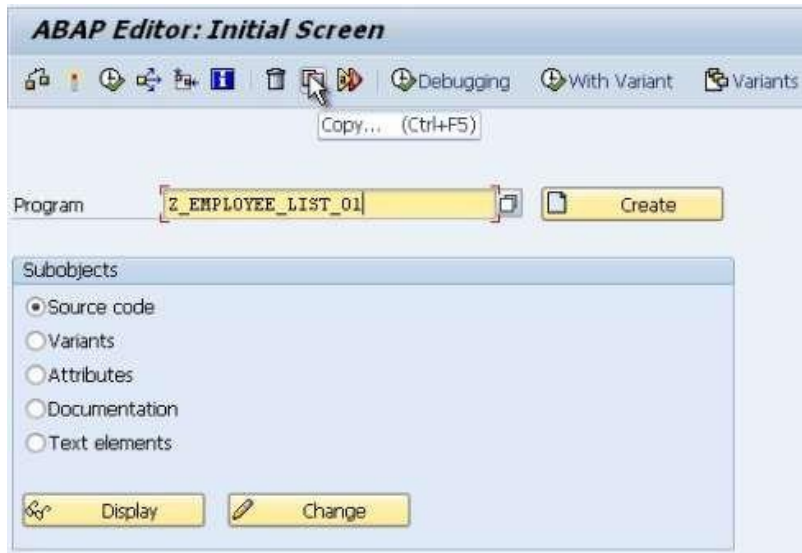 ABAP Editor: Initial Screen
Debugging With Variant Variants
Copy... (Ctrl+F5)
Program Z_EMPLOYEE_LIST_01 Create
Subobjects
Source code
Variants
Attributes
Documentation
Text elements
Display Change